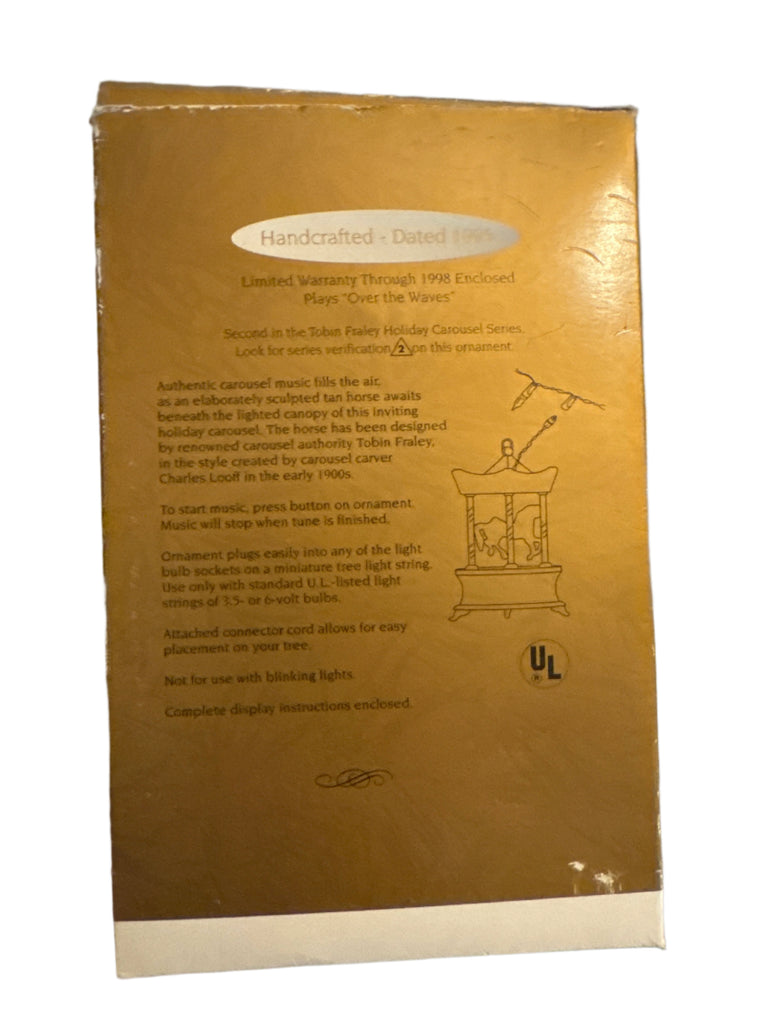 Handcrafted - Dated 1995
Limited Warranty Through 1998 Enclosed
Plays "Over the Waves"
Second in the Tobin Fraley Holiday Carousel Series.
Look for series verification 2 on this ornament.
Authentic carousel music fills the air,
as an elaborately sculpted tan horse awaits
beneath the lighted canopy of this inviting
holiday carousel. The horse has been designed
by renowned carousel authority Tobin Fraley,
in the style created by carousel carver
Charles Looff in the early 1900s.
To start music, press button on ornament.
Music will stop when tune is finished.
Ornament plugs easily into any of the light
bulb sockets on a miniature tree light string.
Use only with standard U.L.-listed light
strings of 3.5- or 6-volt bulbs.
Attached connector cord allows for easy
placement on your tree.
Not for use with blinking lights.
Complete display instructions enclosed.
UL
®